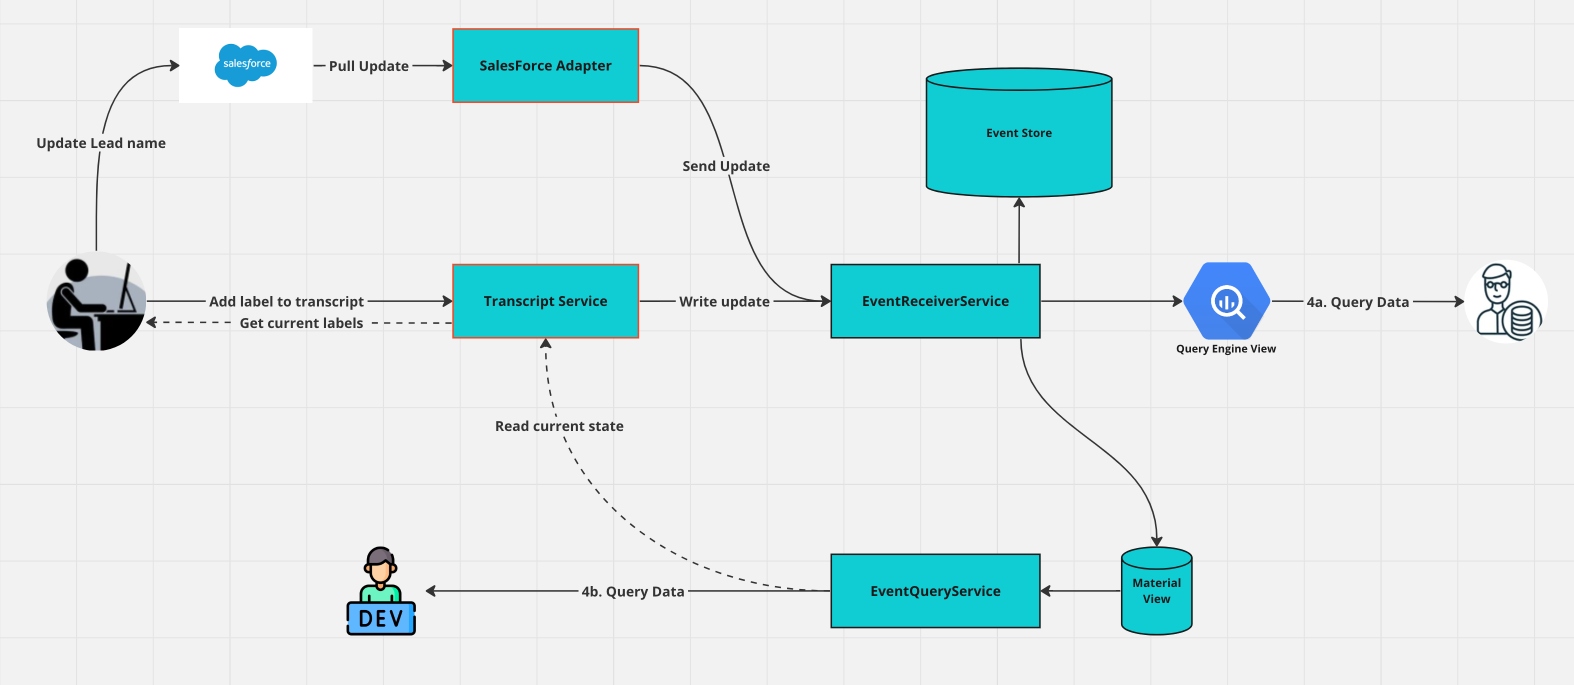 salesforce
Pull Update
SalesForce Adapter
Event Store
Update Lead name
Send Update
Add label to transcript
Transcript Service
Write update
EventReceiverService
4a. Query Data
Get current labels
Query Engine View
Read current state
DEV
4b. Query Data
EventQueryService
Material
View